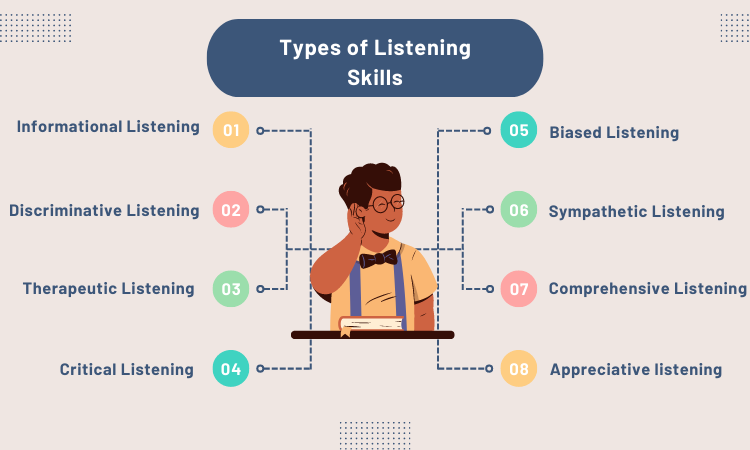 Types of Listening
Skills
Informational Listening 01
Discriminative Listening 02
Therapeutic Listening 03
Critical Listening 04
05 Biased Listening
06 Sympathetic Listening
07 Comprehensive Listening
08 Appreciative listening